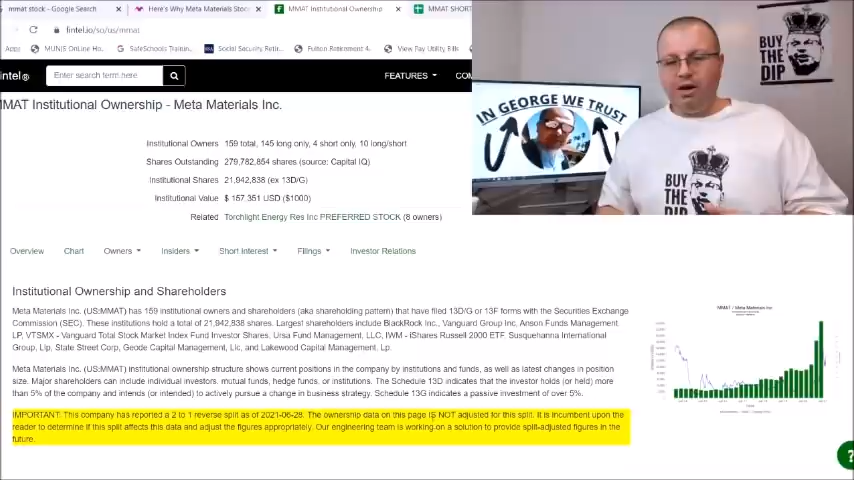 mmat stock - Google Search
Here's Why Meta Materials Stoc
MMAT Institutional Ownership
MMAT SHORT
fintel.io/so/us/mmat
Apps
MUNIS Online Ho...
SafeSchools Trainin...
Social Security Retir...
Fulton Retirement 4...
View Pay Utility Bills
intel®
Enter search term here.
FEATURES
COM
MMAT Institutional Ownership - Meta Materials Inc.
Institutional Owners 159 total, 145 long only, 4 short only, 10 long/short
Shares Outstanding 279,782,854 shares (source: Capital IQ)
Institutional Shares 21,942,838 (ex 13D/G)
Institutional Value $ 157,351 USD ($1000)
Related Torchlight Energy Res Inc PREFERRED STOCK (8 owners)
IN GEORGE WE TRUST
BUY
THE
DIP
BUY
THE
DIP
Overview Chart Owners Insiders Short Interest Filings Investor Relations
Institutional Ownership and Shareholders
Meta Materials Inc. (US:MMAT) has 159 institutional owners and shareholders (aka shareholding pattern) that have filed 13D/G or 13F forms with the Securities Exchange
Commission (SEC). These institutions hold a total of 21,942,838 shares. Largest shareholders include BlackRock Inc., Vanguard Group Inc, Anson Funds Management
LP, VTSMX - Vanguard Total Stock Market Index Fund Investor Shares, Ursa Fund Management, LLC, IWM - iShares Russell 2000 ETF, Susquehanna International
Group, Llp, State Street Corp, Geode Capital Management, Llc, and Lakewood Capital Management, Lp.
Meta Materials Inc. (US:MMAT) institutional ownership structure shows current positions in the company by institutions and funds, as well as latest changes in position
size. Major shareholders can include individual investors, mutual funds, hedge funds, or institutions. The Schedule 13D indicates that the investor holds (or held) more
than 5% of the company and intends (or intended) to actively pursue a change in business strategy. Schedule 13G indicates a passive investment of over 5%.
IMPORTANT: This company has reported a 2 to 1 reverse split as of 2021-06-28. The ownership data on this page is NOT adjusted for this split. It is incumbent upon the
reader to determine if this split affects this data and adjust the figures appropriately. Our engineering team is working on a solution to provide split-adjusted figures in the
future.
MMAT / Meta Materials Inc
?